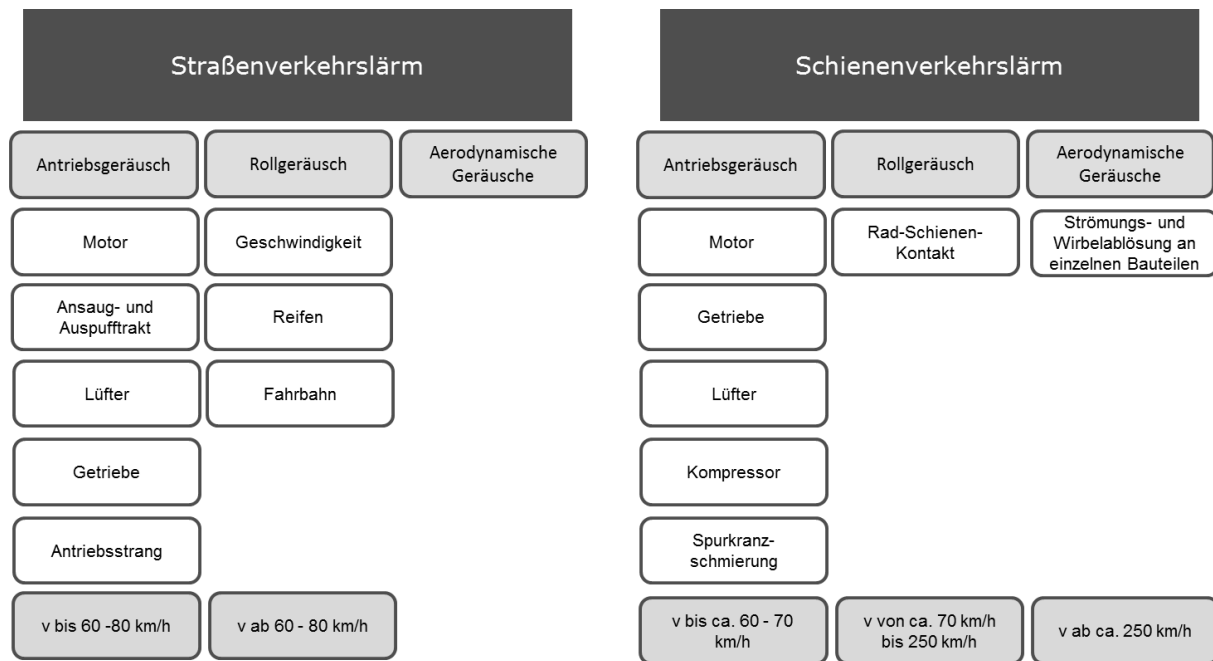 Straßenverkehrslärm
Antriebsgeräusch
Rollgeräusch
Aerodynamische
Geräusche
Motor
Geschwindigkeit
Ansaug- und
Auspufftrakt
Reifen
Lüfter
Fahrbahn
Getriebe
Antriebsstrang
v bis 60 -80 km/h
v ab 60 - 80 km/h
Schienenverkehrslärm
Antriebsgeräusch
Rollgeräusch
Aerodynamische
Geräusche
Motor
Rad-Schienen-
Kontakt
Strömungs- und
Wirbelablösung an
einzelnen Bauteilen
Getriebe
Lüfter
Kompressor
Spurkranz-
schmierung
v bis ca. 60 - 70
km/h
v von ca. 70 km/h
bis 250 km/h
v ab ca. 250 km/h